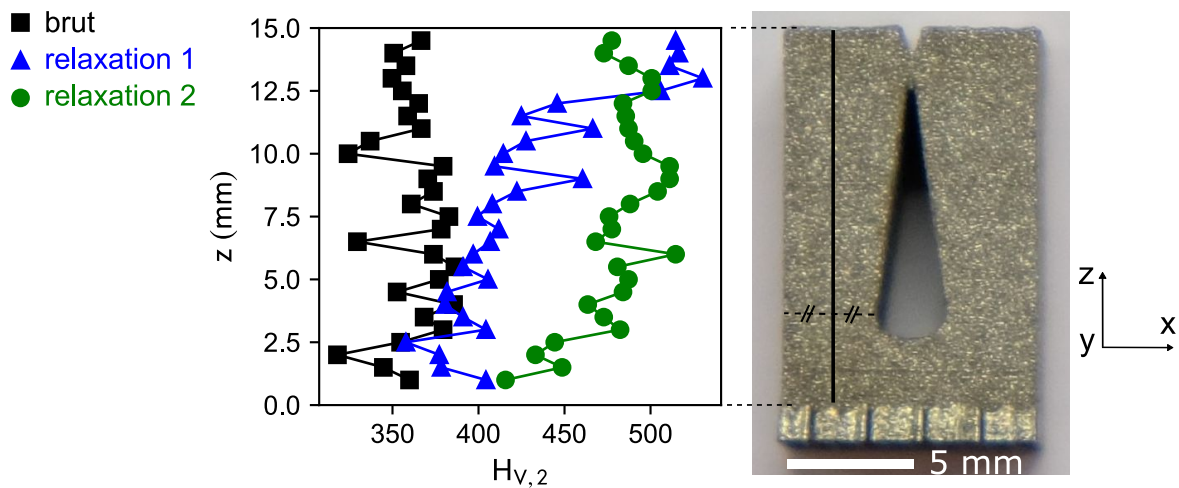 brut
relaxation 1
relaxation 2
15.0
12.5
10.0
7.5
5.0
2.5
0.0
z (mm)
350
400
450
500
H_V,2
5 mm
z
y
x